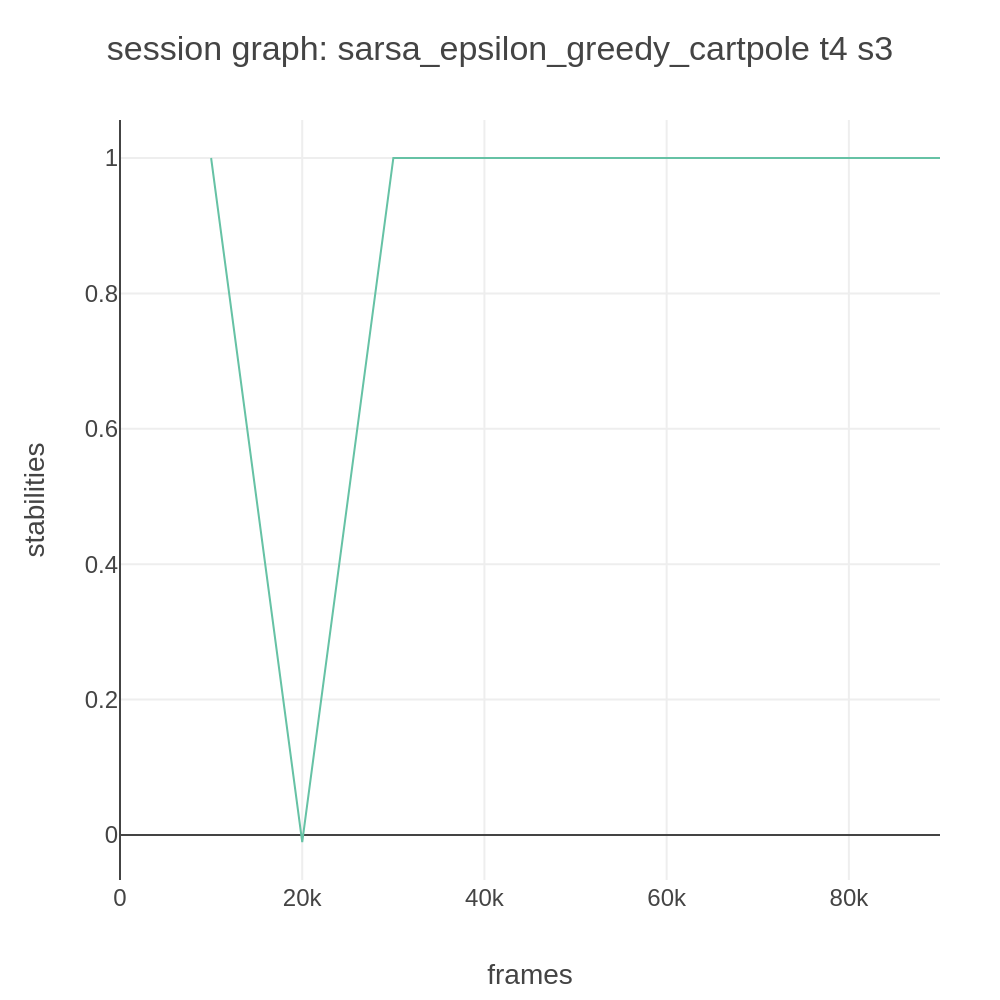 session graph: sarsa_epsilon_greedy_cartpole t4 s3
1
0.8
0.6
0.4
0.2
0
stabilities
0 20k 40k 60k 80k
frames